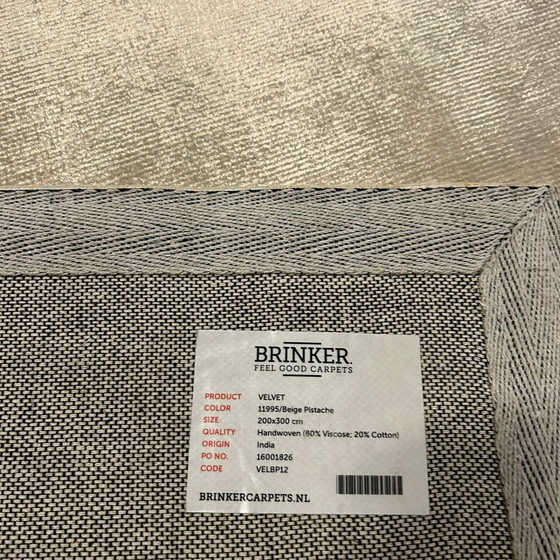 BRINKER.
FEEL GOOD CARPETS
PRODUCT VELVET
COLOR 11995/Beige Pistache
SIZE 200x300 cm
QUALITY Handwoven (80% Viscose; 20% Cotton)
ORIGIN India
PO NO. 16001826
CODE VELBP12
BRINKERCARPETS.NL